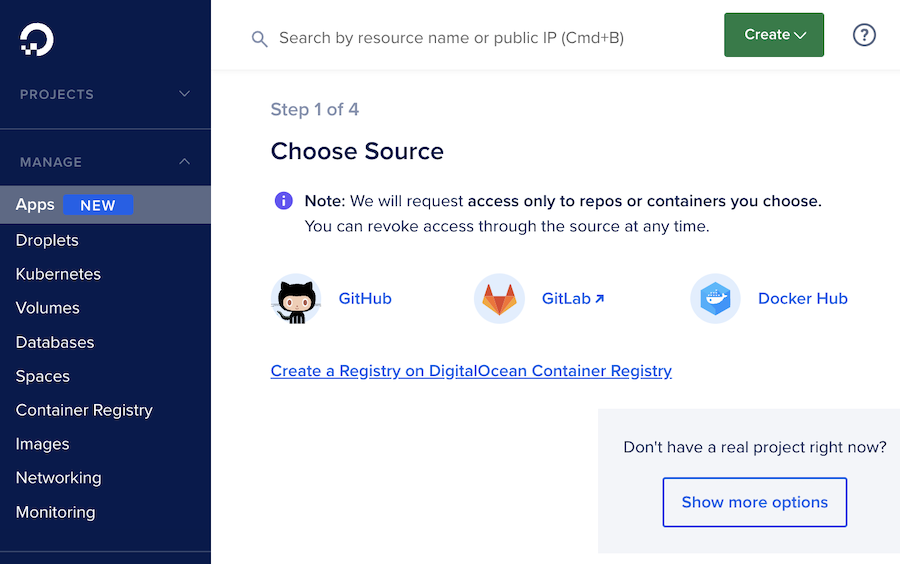 Search by resource name or public IP (Cmd+B)
Create
?
PROJECTS
MANAGE
Apps NEW
Droplets
Kubernetes
Volumes
Databases
Spaces
Container Registry
Images
Networking
Monitoring
Step 1 of 4
Choose Source
Note: We will request access only to repos or containers you choose.
You can revoke access through the source at any time.
GitHub GitLab Docker Hub
Create a Registry on DigitalOcean Container Registry
Don't have a real project right now?
Show more options